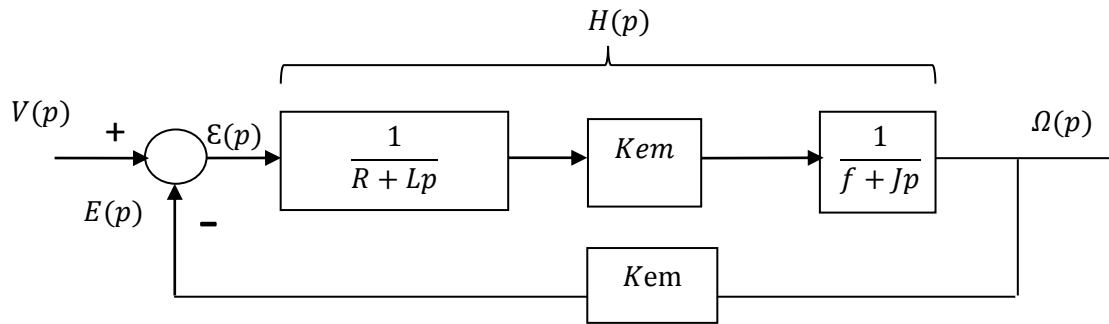 H(p)
V(p)
+
Ɛ(p)
1
R + Lp
Kem
1
f + Jp
Ω(p)
E(p)
-
Kem